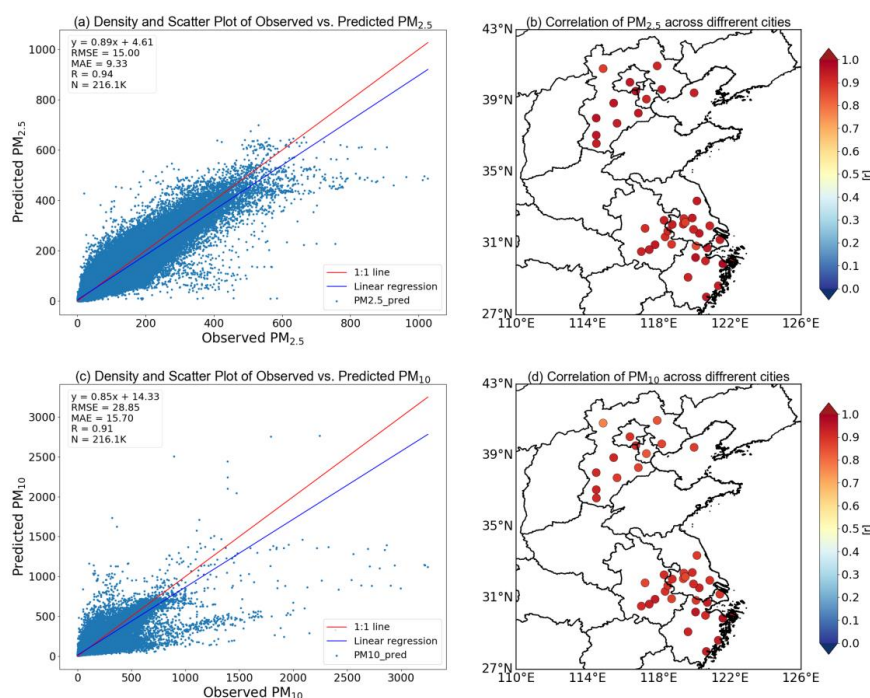 (a) Density and Scatter Plot of Observed vs. Predicted PM2.5
y = 0.89x + 4.61
RMSE = 15.00
MAE = 9.33
R = 0.94
N = 216.1K
1000
800
600
400
200
0
Predicted PM2.5
1:1 line
Linear regression
PM2.5_pred
0 200 400 600 800 1000
Observed PM2.5
(b) Correlation of PM2.5 across different cities
43°N
39°N
35°N
31°N
27°N
110°E 114°E 118°E 122°E 126°E
1.0
0.9
0.8
0.7
0.6
0.5
0.4
0.3
0.2
0.1
0.0
|r|
(c) Density and Scatter Plot of Observed vs. Predicted PM10
y = 0.85x + 14.33
RMSE = 28.85
MAE = 15.70
R = 0.91
N = 216.1K
3000
2500
2000
1500
1000
500
0
Predicted PM10
1:1 line
Linear regression
PM10_pred
0 500 1000 1500 2000 2500 3000
Observed PM10
(d) Correlation of PM10 across different cities
43°N
39°N
35°N
31°N
27°N
110°E 114°E 118°E 122°E 126°E
1.0
0.9
0.8
0.7
0.6
0.5
0.4
0.3
0.2
0.1
0.0
|r|